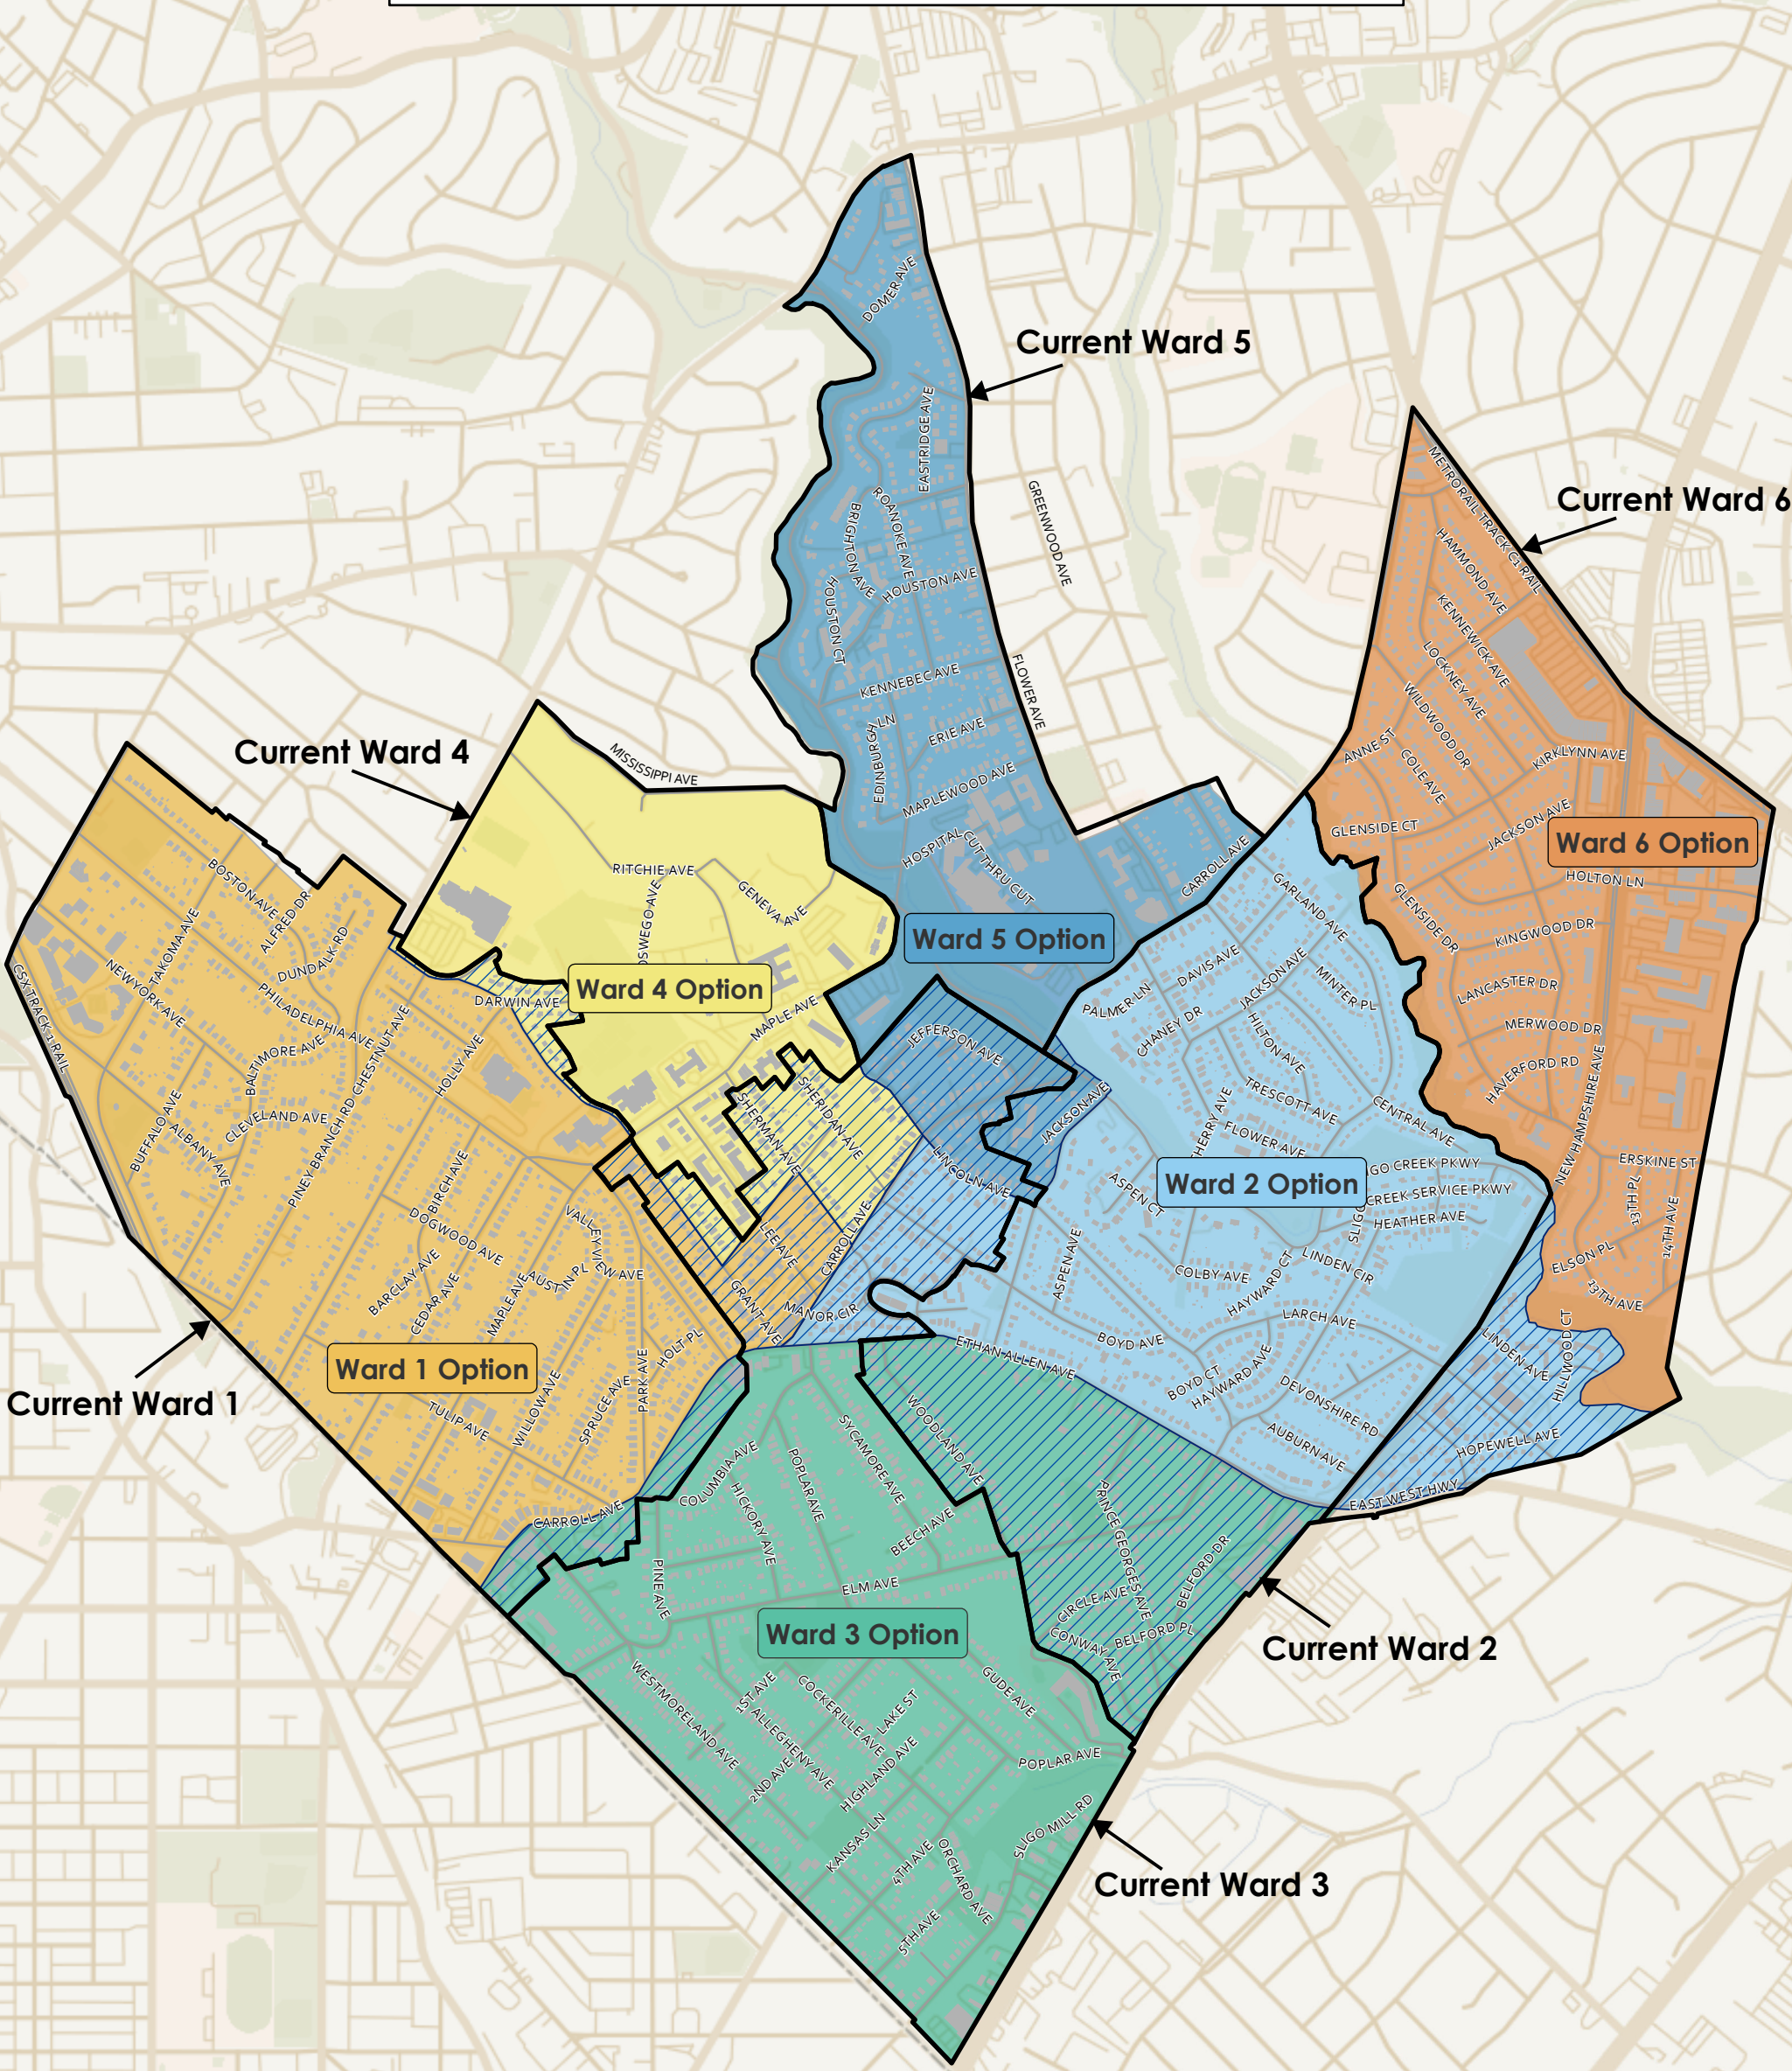 DOMER AVE
Current Ward 5
EASTRIDGE AVE
GREENWOOD AVE
METRORAIL TRACK C1 RAIL
Current Ward 6
ROANOKE AVE
BRIGHTON AVE
HOUSTON AVE
HOUSTON CT
HAMMOND AVE
KENNEWICK AVE
LOCKNEY AVE
WILDWOOD DR
KENNEBEC AVE
FLOWER AVE
EDINBURGH LN
ERIE AVE
MAPLEWOOD AVE
Current Ward 4
MISSISSIPPI AVE
ANNE ST
COLE AVE
KIRKLYNN AVE
JACKSON AVE
GLENSIDE CT
Ward 6 Option
HOLTON LN
HOSPITAL CUT THRU CUT
CARROLL AVE
RITCHIE AVE
GENEVA AVE
OSWEGO AVE
BOSTON AVE
ALFRED DR
TAKOMA AVE
DUNDALK RD
GARLAND AVE
GLENSIDE DR
KINGWOOD DR
Ward 5 Option
Ward 4 Option
NEW YORK AVE
CSX TRACK 1 RAIL
PHILADELPHIA AVE
DARWIN AVE
MAPLE AVE
DAVIS AVE
PALMER LN
JACKSON AVE
MINTER PL
LANCASTER DR
CHANEY DR
HILTON AVE
MERWOOD DR
JEFFERSON AVE
BALTIMORE AVE
CHESTNUT AVE
HOLLY AVE
HAVERFORD RD
NEW HAMPSHIRE AVE
BUFFALO AVE
ALBANY AVE
CLEVELAND AVE
PINEY BRANCH RD
SHERMAN AVE
SHERIDAN AVE
JACKSON AVE
TRESCOTT AVE
CENTRAL AVE
CHERRY AVE
FLOWER AVE
LINCOLN AVE
Ward 2 Option
SLIGO CREEK PKWY
CREEK SERVICE PKWY
ERSKINE ST
13TH PL
14TH AVE
BIRCH AVE
DOGWOOD AVE
VALLEY VIEW AVE
AUSTIN PL
BARCLAY AVE
CEDAR AVE
MAPLE AVE
LEE AVE
CARROLL AVE
GRANT AVE
MANOR CIR
ASPEN CT
ASPEN AVE
HEATHER AVE
COLBY AVE
HAYWARD CT
LINDEN CIR
ELSON PL
13TH AVE
LARCH AVE
LINDEN AVE
HILLWOOD CT
Ward 1 Option
HOLT PL
PARK AVE
ETHAN ALLEN AVE
BOYD AVE
BOYD CT
HAYWARD AVE
DEVONSHIRE RD
Current Ward 1
TULIP AVE
WILLOW AVE
SPRUCE AVE
WOODLAND AVE
AUBURN AVE
HOPEWELL AVE
EAST WEST HWY
CARROLL AVE
COLUMBIA AVE
HICKORY AVE
POPLAR AVE
SYCAMORE AVE
BEECH AVE
PRINCE GEORGES AVE
BELFORD DR
PINE AVE
ELM AVE
CIRCLE AVE
CONWAY AVE
BELFORD PL
Ward 3 Option
Current Ward 2
WESTMORELAND AVE
1ST AVE
COCKERILLE AVE
LAKE ST
GUDE AVE
ALLEGHENY AVE
2ND AVE
HIGHLAND AVE
POPLAR AVE
KANSAS LN
4TH AVE
ORCHARD AVE
SLIGO MILL RD
5TH AVE
Current Ward 3